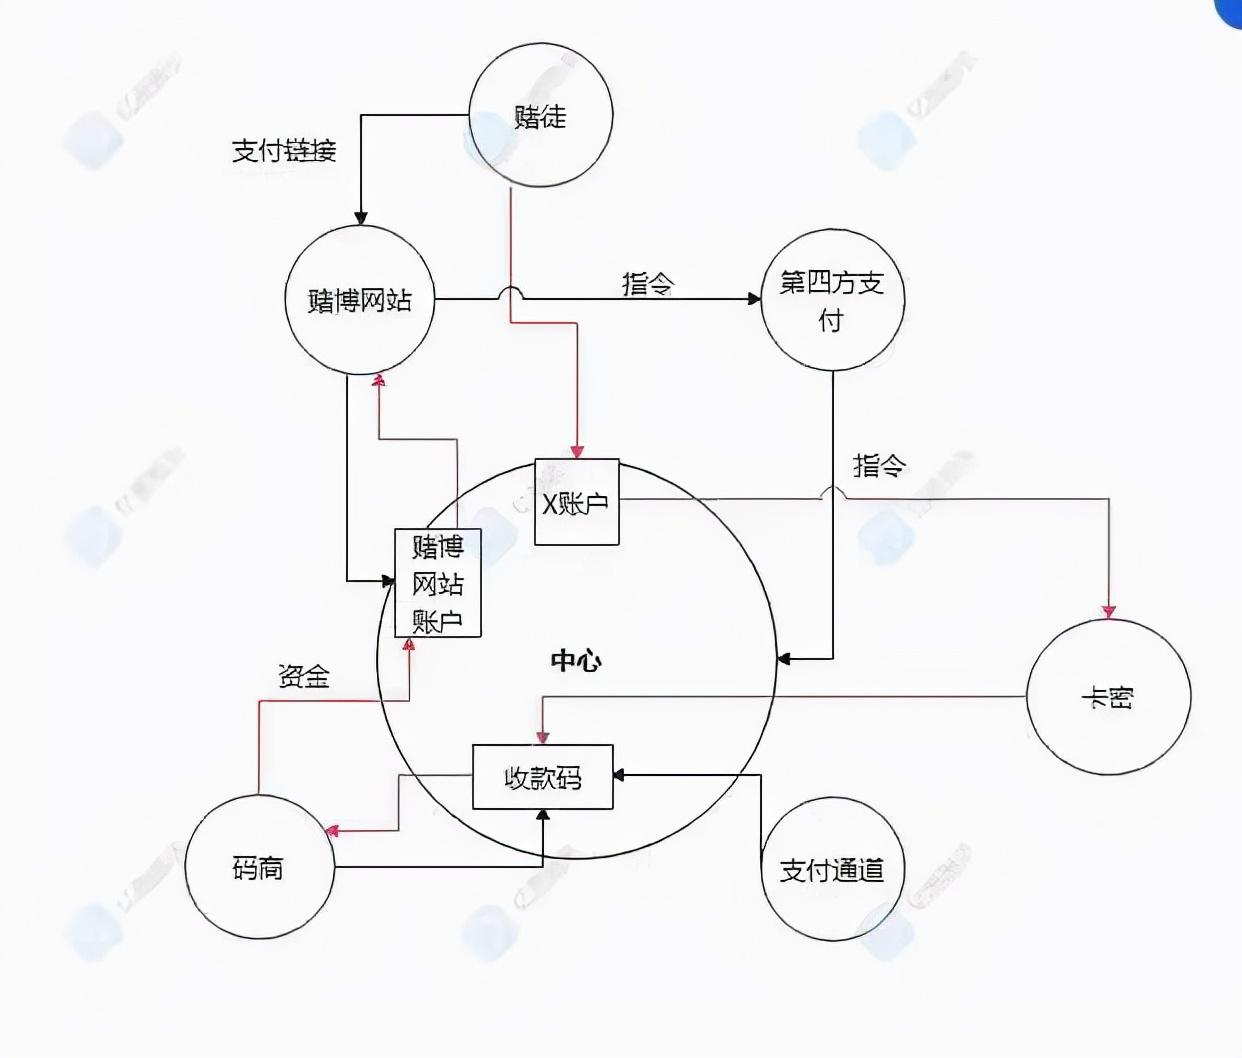 赌徒
支付链接
赌博网站
指令
第四方支
付
指令
X账户
赌博
网站
账户
中心
资金
卡密
收款码
码商
支付通道